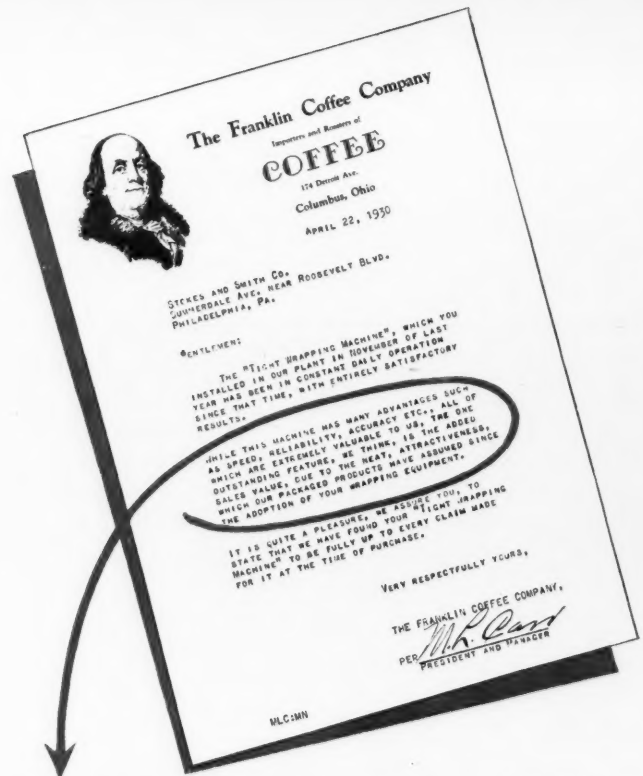 The Franklin Coffee Company
Importers and Roasters of
COFFEE
174 Detroit Ave.
Columbus, Ohio
APRIL 22, 1930
STOKES AND SMITH CO.
SUMMERDALE AVE. NEAR ROOSEVELT BLVD.
PHILADELPHIA, PA.
GENTLEMEN:
THE "TIGHT WRAPPING MACHINE", WHICH YOU
INSTALLED IN OUR PLANT IN NOVEMBER OF LAST
YEAR HAS BEEN IN CONSTANT DAILY OPERATION
SINCE THAT TIME, WITH ENTIRELY SATISFACTORY
RESULTS.
WHILE THIS MACHINE HAS MANY ADVANTAGES SUCH
AS SPEED, RELIABILITY, ACCURACY ETC., ALL OF
WHICH ARE EXTREMELY VALUABLE TO US, THE ONE
OUTSTANDING FEATURE, WE THINK, IS THE ADDED
SALES VALUE, DUE TO THE NEAT, ATTRACTIVENESS,
WHICH OUR PACKAGED PRODUCTS HAVE ASSUMED SINCE
THE ADOPTION OF YOUR WRAPPING EQUIPMENT.
IT IS QUITE A PLEASURE, WE ASSURE YOU, TO
STATE THAT WE HAVE FOUND YOUR "TIGHT WRAPPING
MACHINE" TO BE FULLY UP TO EVERY CLAIM MADE
FOR IT AT THE TIME OF PURCHASE.
VERY RESPECTFULLY YOURS,
THE FRANKLIN COFFEE COMPANY,
PER M. L. Card
PRESIDENT AND MANAGER
MLC:MN